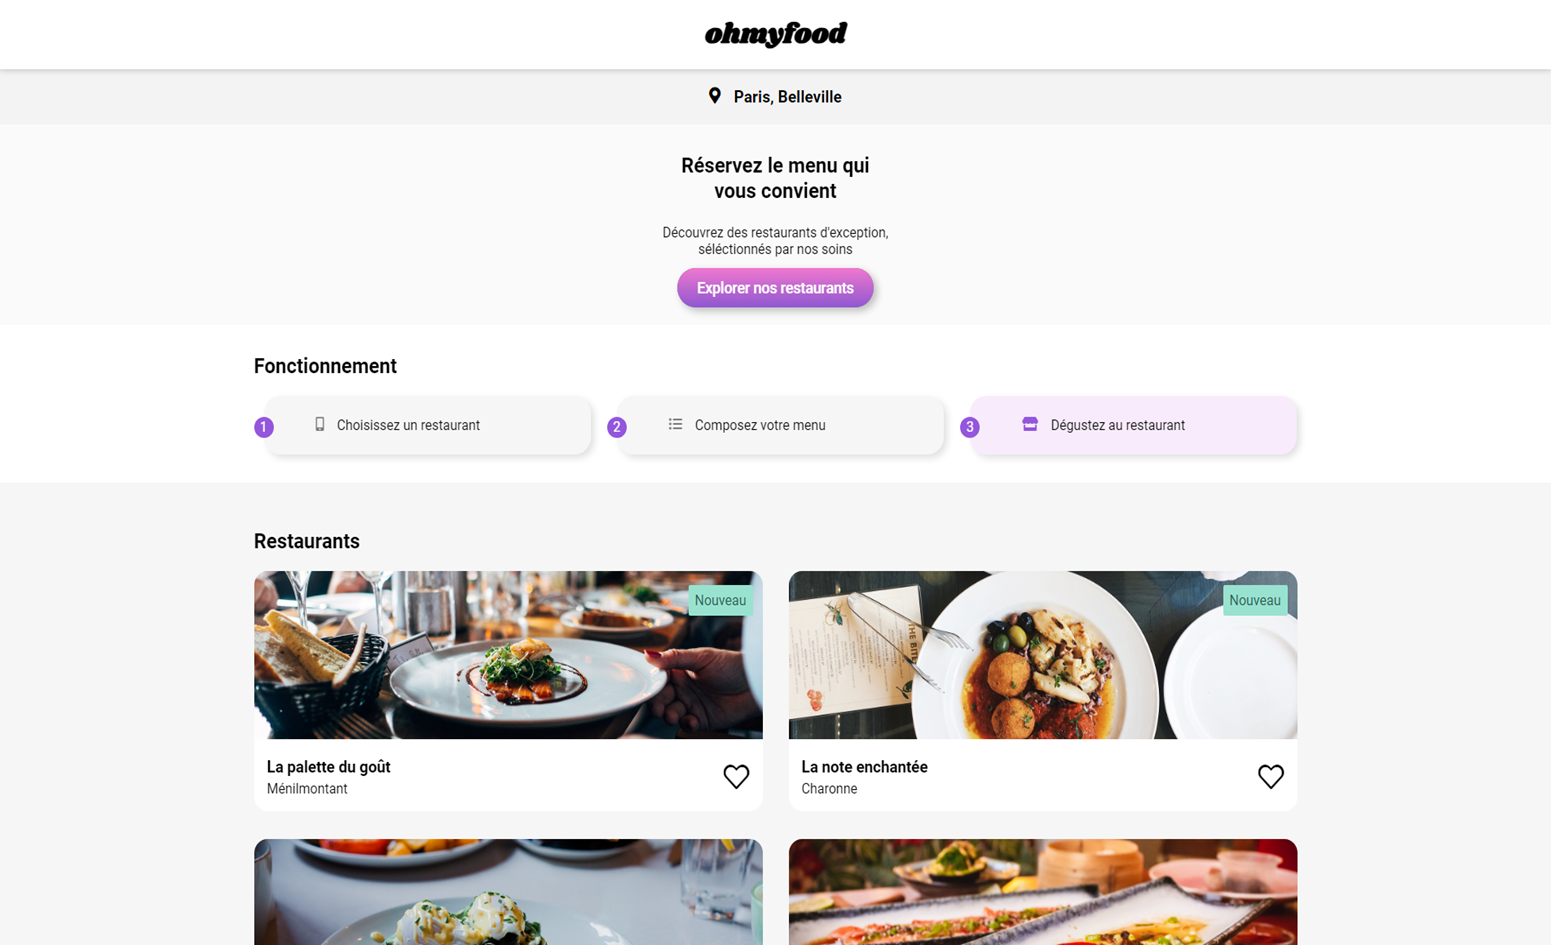 ohmyfood
Paris, Belleville
Réservez le menu qui
vous convient
Découvrez des restaurants d'exception,
séléctionnés par nos soins
Explorer nos restaurants
Fonctionnement
1 Choisissez un restaurant
2 Composez votre menu
3 Dégustez au restaurant
Restaurants
Nouveau
Nouveau
La palette du goût
Ménilmontant
La note enchantée
Charonne